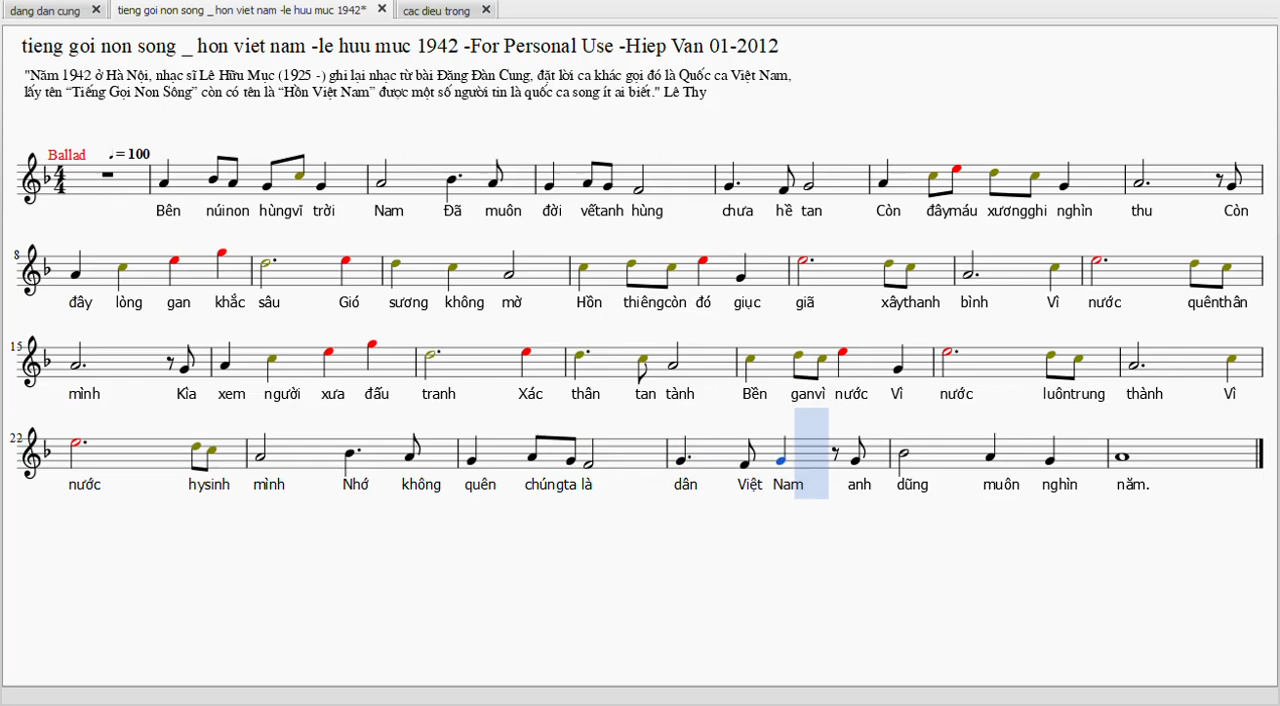 dang dan cung tieng goi non song _ hon viet nam -le huu muc 1942* cac dieu trong
tieng goi non song _ hon viet nam -le huu muc 1942 -For Personal Use -Hiep Van 01-2012
"Năm 1942 ở Hà Nội, nhạc sĩ Lê Hữu Mục (1925 -) ghi lại nhạc từ bài Đăng Đàn Cung, đặt lời ca khác gọi đó là Quốc ca Việt Nam,
lấy tên “Tiếng Gọi Non Sông” còn có tên là “Hồn Việt Nam” được một số người tin là quốc ca song ít ai biết." Lê Thy
Ballad = 100
4
4
Bên núinon hùngvĩ trời Nam Đã muôn đời vếtanh hùng chưa hề tan Còn đâymáu xươngghi nghìn thu Còn
8
đây lòng gan khắc sâu Gió sương không mờ Hồn thiêngcòn đó giục giã xâythanh bình Vì nước quênthân
15
mình Kìa xem người xưa đấu tranh Xác thân tan tành Bền ganvì nước Vì nước luôntrung thành Vì
22
nước hysinh mình Nhớ không quên chúngta là dân Việt Nam anh dũng muôn nghìn năm.